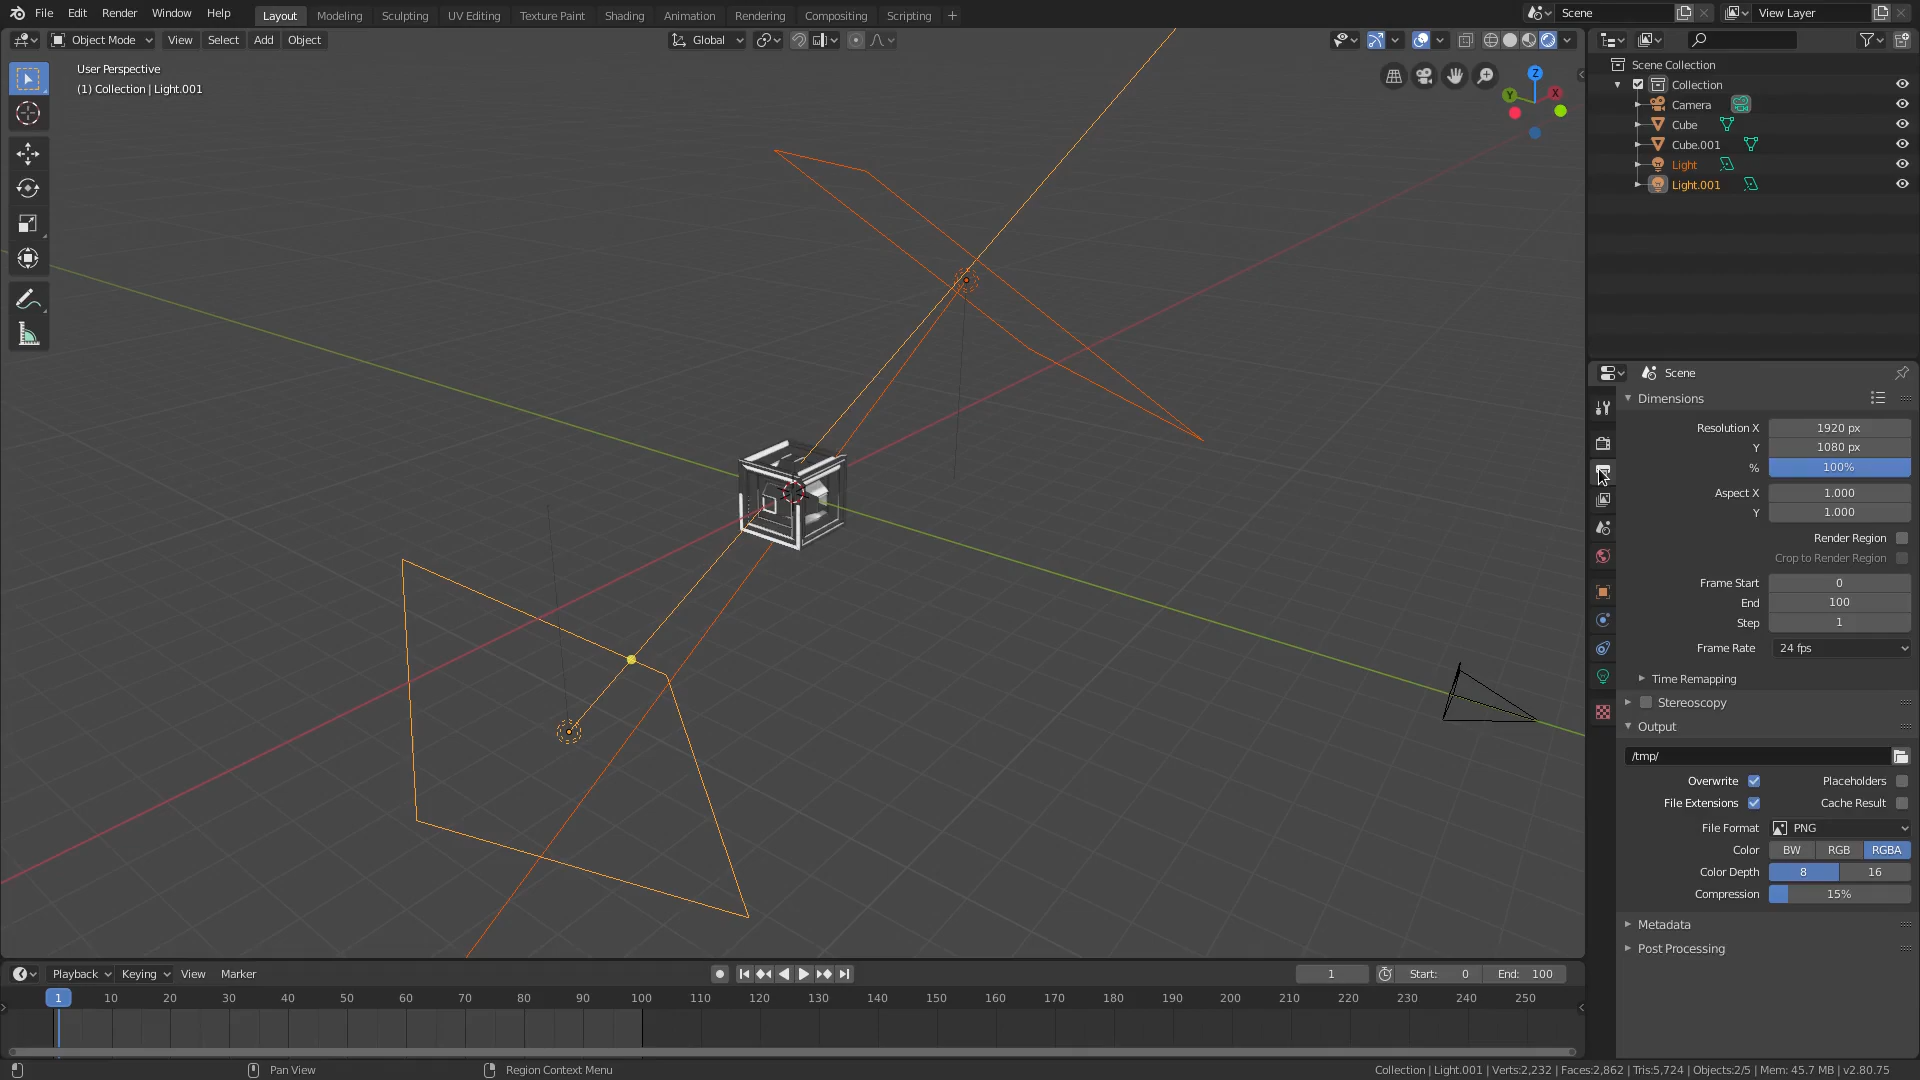 File Edit Render Window Help Layout Modeling Sculpting UV Editing Texture Paint Shading Animation Rendering Compositing Scripting + Scene View Layer
Object Mode View Select Add Object Global
User Perspective
(1) Collection | Light.001
Z
Y X
Scene Collection
Collection
Camera
Cube
Cube.001
Light
Light.001
Scene
Dimensions
Resolution X 1920 px
Y 1080 px
% 100%
Aspect X 1.000
Y 1.000
Render Region
Crop to Render Region
Frame Start 0
End 100
Step 1
Frame Rate 24 fps
Time Remapping
Stereoscopy
Output
/tmp/
Overwrite Placeholders
File Extensions Cache Result
File Format PNG
Color BW RGB RGBA
Color Depth 8 16
Compression 15%
Metadata
Post Processing
Playback Keying View Marker 1 Start: 0 End: 100
1 10 20 30 40 50 60 70 80 90 100 110 120 130 140 150 160 170 180 190 200 210 220 230 240 250
Pan View Region Context Menu Collection | Light.001 | Verts:2,232 | Faces:2,862 | Tris:5,724 | Objects:2/5 | Mem: 45.7 MB | v2.80.75